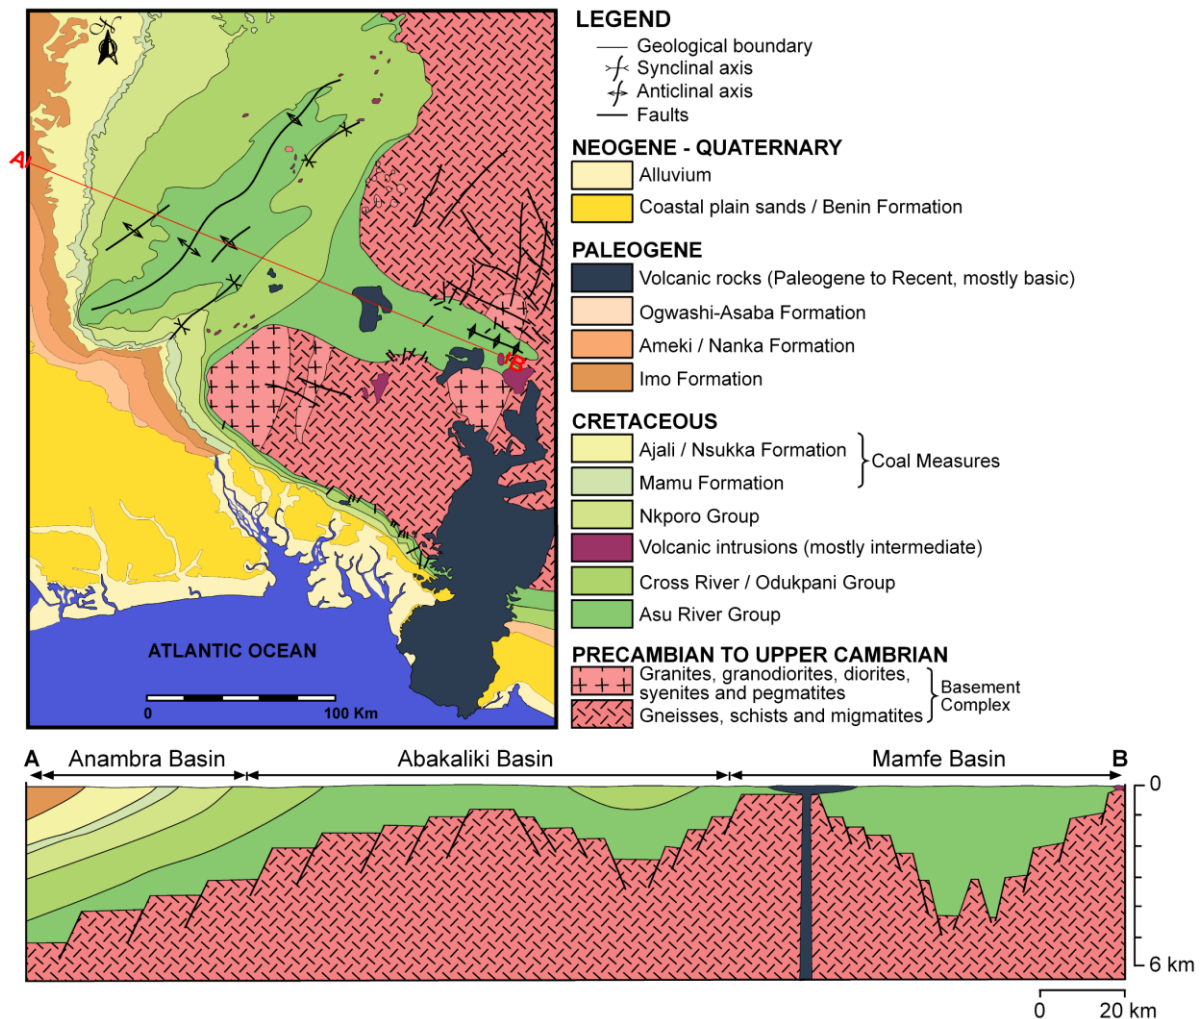 A
B
ATLANTIC OCEAN
0 100 Km
LEGEND
Geological boundary
Synclinal axis
Anticlinal axis
Faults
NEOGENE - QUATERNARY
Alluvium
Coastal plain sands / Benin Formation
PALEOGENE
Volcanic rocks (Paleogene to Recent, mostly basic)
Ogwashi-Asaba Formation
Ameki / Nanka Formation
Imo Formation
CRETACEOUS
Ajali / Nsukka Formation
Mamu Formation
Coal Measures
Nkporo Group
Volcanic intrusions (mostly intermediate)
Cross River / Odukpani Group
Asu River Group
PRECAMBIAN TO UPPER CAMBRIAN
Granites, granodiorites, diorites,
syenites and pegmatites
Gneisses, schists and migmatites
Basement
Complex
A Anambra Basin Abakaliki Basin Mamfe Basin B
0
6 km
0 20 km